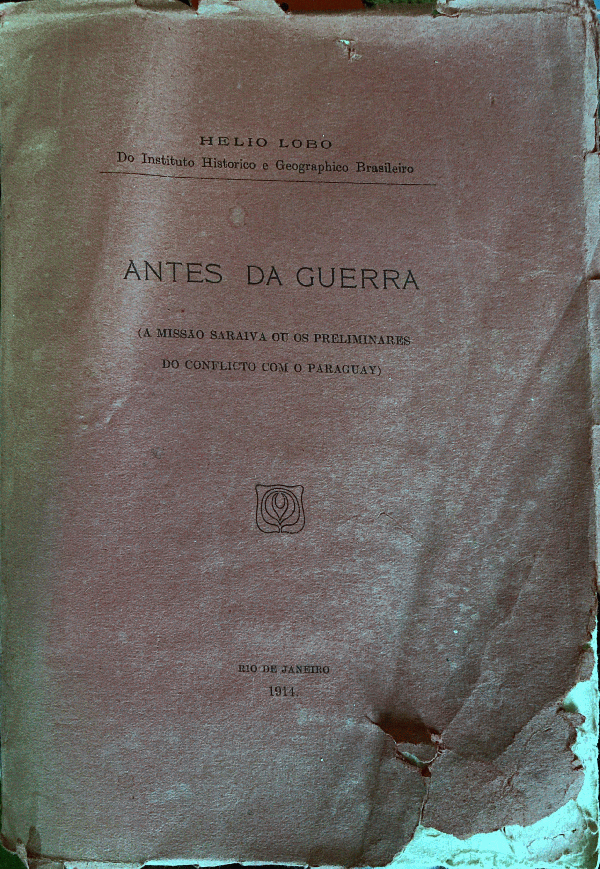 HELIO LOBO
Do Instituto Historico e Geographico Brasileiro
ANTES DA GUERRA
(A MISSÃO SARAIVA OU OS PRELIMINARES
DO CONFLICTO COM O PARAGUAY)
RIO DE JANEIRO
1914